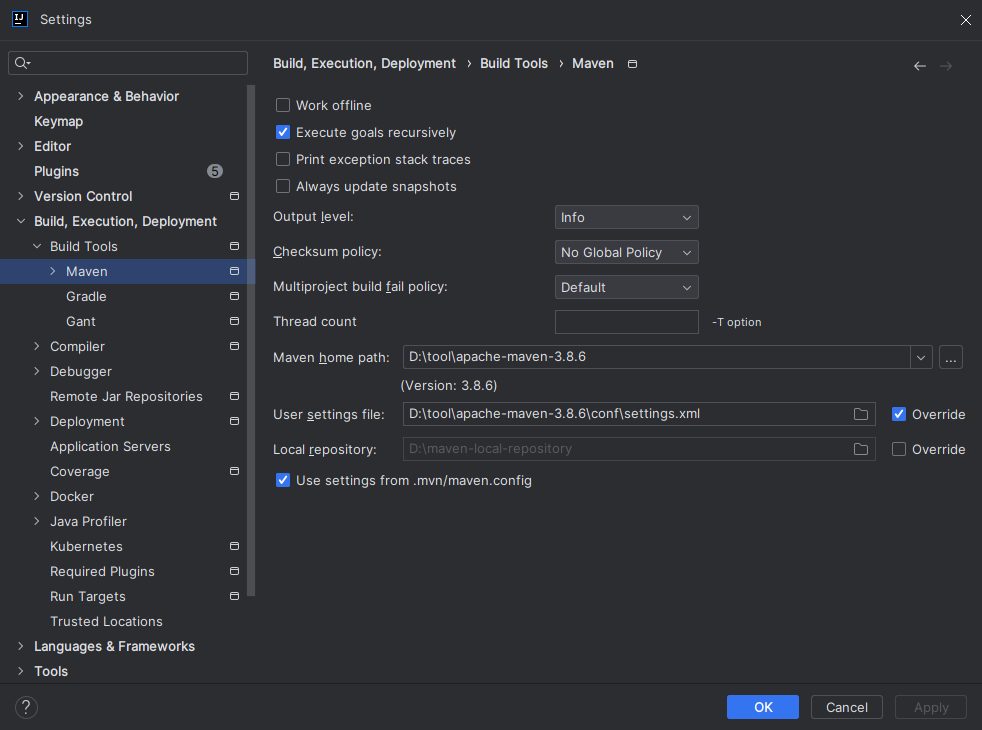 Settings
Build, Execution, Deployment › Build Tools › Maven
Appearance & Behavior
Keymap
Editor
Plugins 5
Version Control
Build, Execution, Deployment
Build Tools
Maven
Gradle
Gant
Compiler
Debugger
Remote Jar Repositories
Deployment
Application Servers
Coverage
Docker
Java Profiler
Kubernetes
Required Plugins
Run Targets
Trusted Locations
Languages & Frameworks
Tools
Work offline
Execute goals recursively
Print exception stack traces
Always update snapshots
Output level: Info
Checksum policy: No Global Policy
Multiproject build fail policy: Default
Thread count -T option
Maven home path: D:\tool\apache-maven-3.8.6 ...
(Version: 3.8.6)
User settings file: D:\tool\apache-maven-3.8.6\conf\settings.xml Override
Local repository: D:\maven-local-repository Override
Use settings from .mvn/maven.config
? OK Cancel Apply